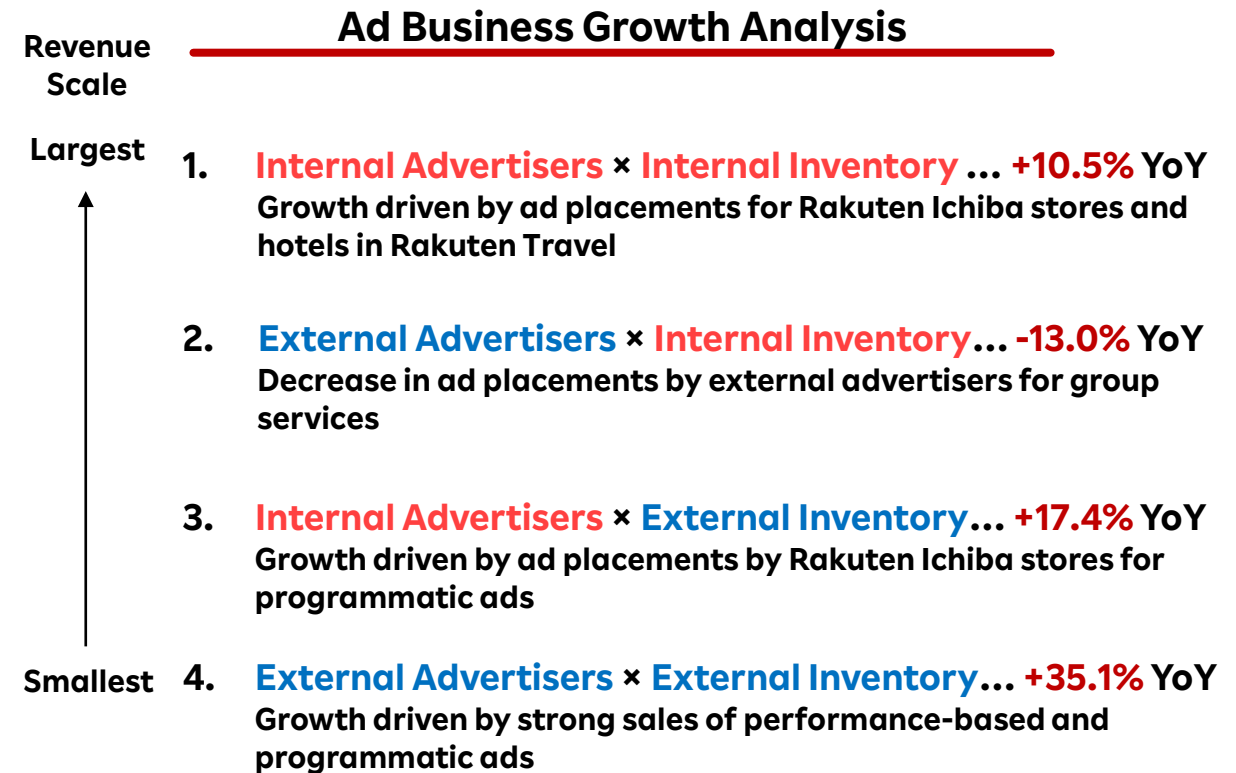 Ad Business Growth Analysis
Revenue
Scale
Largest
1. Internal Advertisers × Internal Inventory ... +10.5% YoY
Growth driven by ad placements for Rakuten Ichiba stores and
hotels in Rakuten Travel
2. External Advertisers × Internal Inventory... -13.0% YoY
Decrease in ad placements by external advertisers for group
services
3. Internal Advertisers × External Inventory... +17.4% YoY
Growth driven by ad placements by Rakuten Ichiba stores for
programmatic ads
Smallest
4. External Advertisers × External Inventory... +35.1% YoY
Growth driven by strong sales of performance-based and
programmatic ads